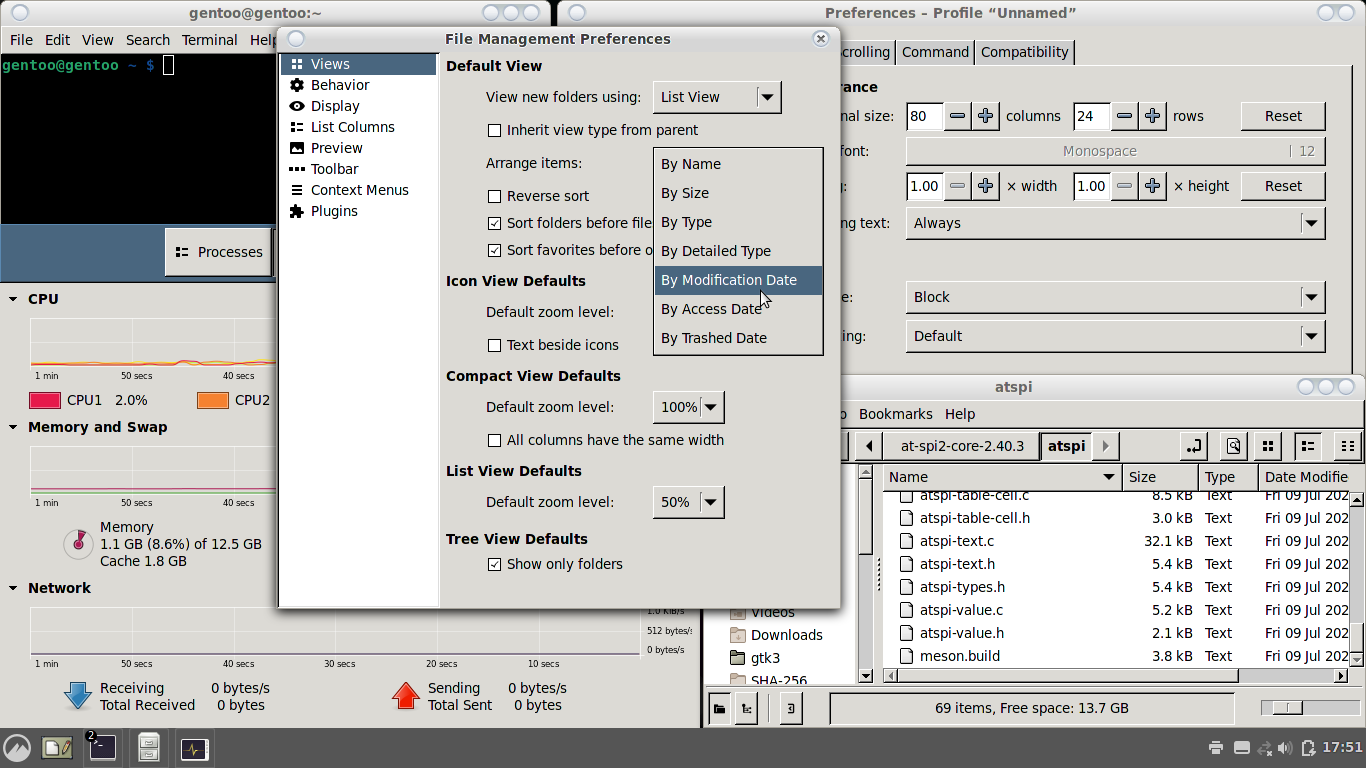 gentoo@gentoo:~
File Edit View Search Terminal Help
gentoo@gentoo ~ $
Processes
CPU
1 min 50 secs 40 secs
CPU1 2.0% CPU2
Memory and Swap
1 min 50 secs 40 secs
Memory
1.1 GB (8.6%) of 12.5 GB
Cache 1.8 GB
Network
1.0 KiB/s
512 bytes/s
0 bytes/s
1 min 50 secs 40 secs 30 secs 20 secs 10 secs
Receiving 0 bytes/s
Total Received 0 bytes
Sending 0 bytes/s
Total Sent 0 bytes
File Management Preferences
Views
Behavior
Display
List Columns
Preview
Toolbar
Context Menus
Plugins
Default View
View new folders using: List View
Inherit view type from parent
Arrange items:
By Name
By Size
By Type
By Detailed Type
By Modification Date
By Access Date
By Trashed Date
Reverse sort
Sort folders before file
Sort favorites before o
Icon View Defaults
Default zoom level:
Text beside icons
Compact View Defaults
Default zoom level: 100%
All columns have the same width
List View Defaults
Default zoom level: 50%
Tree View Defaults
Show only folders
Preferences – Profile “Unnamed”
crolling Command Compatibility
rance
nal size: 80 columns 24 rows Reset
font: Monospace 12
g: 1.00 × width 1.00 × height Reset
ng text: Always
e: Block
ing: Default
atspi
o Bookmarks Help
at-spi2-core-2.40.3 atspi
Name Size Type Date Modifie
atspi-table-cell.c 8.5 kB Text Fri 09 Jul 202
atspi-table-cell.h 3.0 kB Text Fri 09 Jul 202
atspi-text.c 32.1 kB Text Fri 09 Jul 202
atspi-text.h 5.4 kB Text Fri 09 Jul 202
atspi-types.h 5.4 kB Text Fri 09 Jul 202
atspi-value.c 5.2 kB Text Fri 09 Jul 202
atspi-value.h 2.1 kB Text Fri 09 Jul 202
meson.build 3.8 kB Text Fri 09 Jul 202
Videos
Downloads
gtk3
SHA-256
69 items, Free space: 13.7 GB
2
17:51